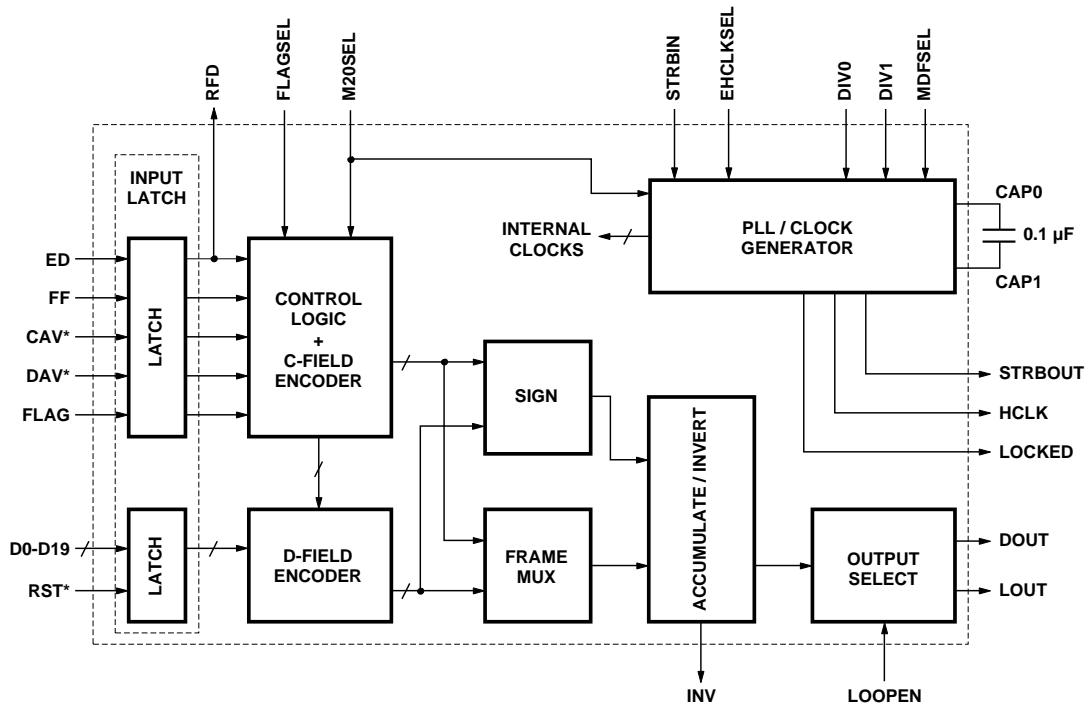 RFD
FLAGSEL
M20SEL
STRBIN
EHCLKSEL
DIV0
DIV1
MDFSEL
INPUT
LATCH
ED
FF
CAV*
DAV*
FLAG
LATCH
CONTROL
LOGIC
+
C-FIELD
ENCODER
INTERNAL
CLOCKS
PLL / CLOCK
GENERATOR
CAP0
0.1 µF
CAP1
STRBOUT
HCLK
LOCKED
SIGN
ACCUMULATE / INVERT
D0-D19
RST*
LATCH
D-FIELD
ENCODER
FRAME
MUX
OUTPUT
SELECT
DOUT
LOUT
INV
LOOPEN